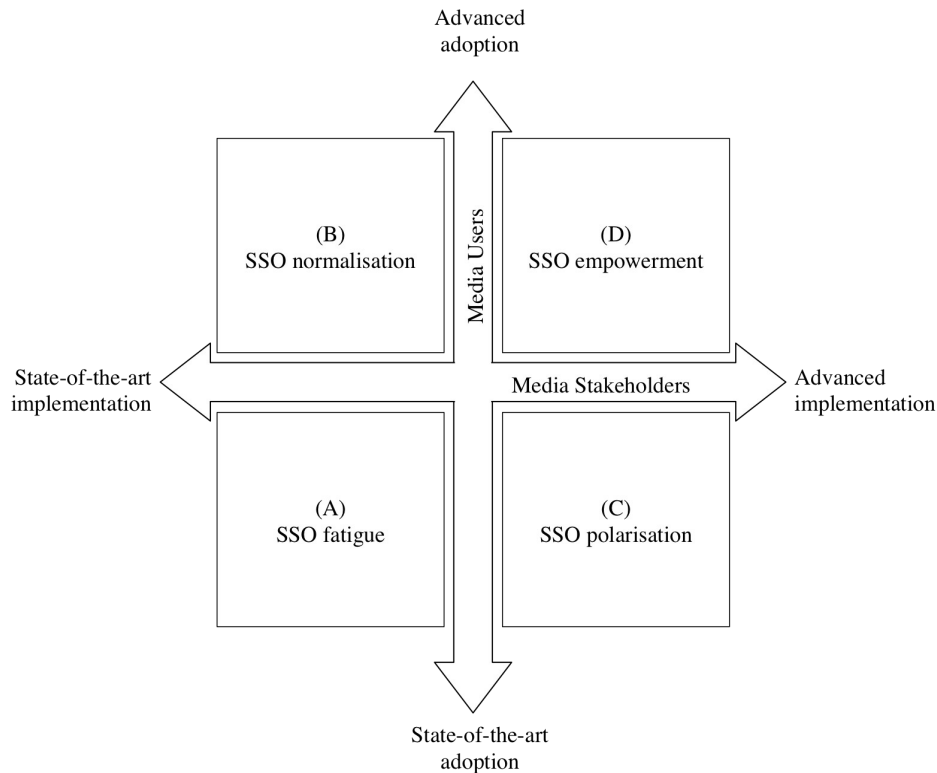 Advanced
adoption
(B)
SSO normalisation
Media Users
(D)
SSO empowerment
State-of-the-art
implementation
Media Stakeholders
Advanced
implementation
(A)
SSO fatigue
(C)
SSO polarisation
State-of-the-art
adoption